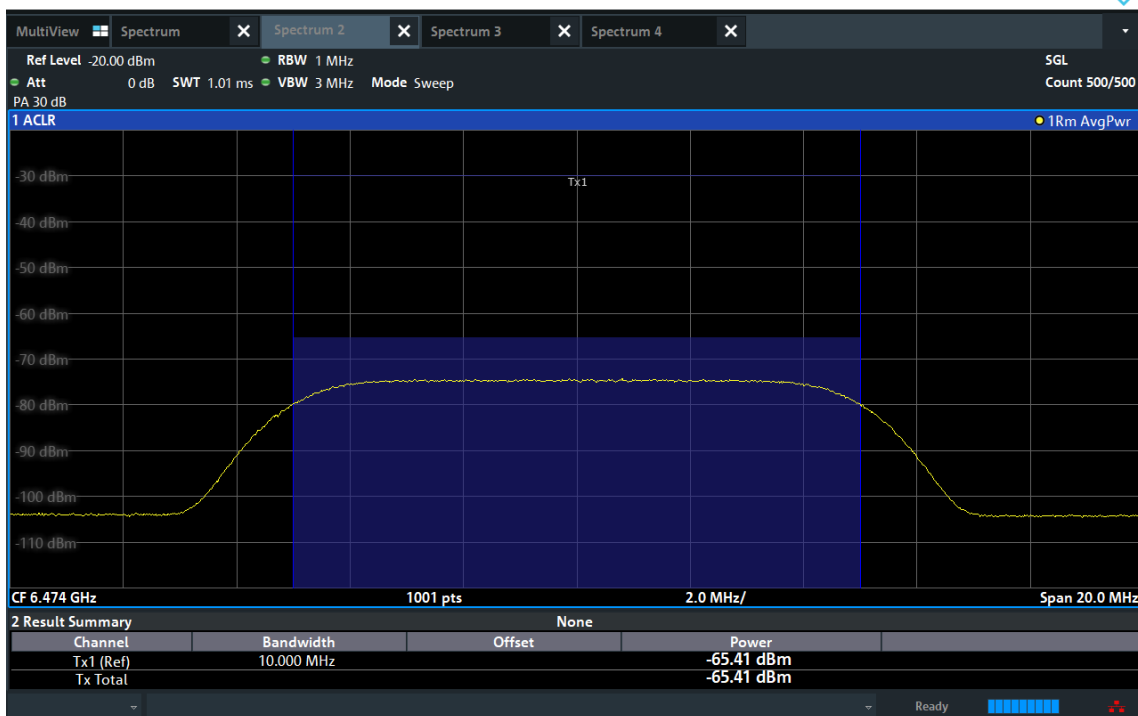 MultiView Spectrum Spectrum 2 Spectrum 3 Spectrum 4
Ref Level -20.00 dBm RBW 1 MHz SGL
Att 0 dB SWT 1.01 ms VBW 3 MHz Mode Sweep Count 500/500
PA 30 dB
1 ACLR 1Rm AvgPwr
-30 dBm
Tx1
-40 dBm
-50 dBm
-60 dBm
-70 dBm
-80 dBm
-90 dBm
-100 dBm
-110 dBm
CF 6.474 GHz 1001 pts 2.0 MHz/ Span 20.0 MHz
2 Result Summary None
Channel Bandwidth Offset Power
Tx1 (Ref) 10.000 MHz -65.41 dBm
Tx Total -65.41 dBm
Ready